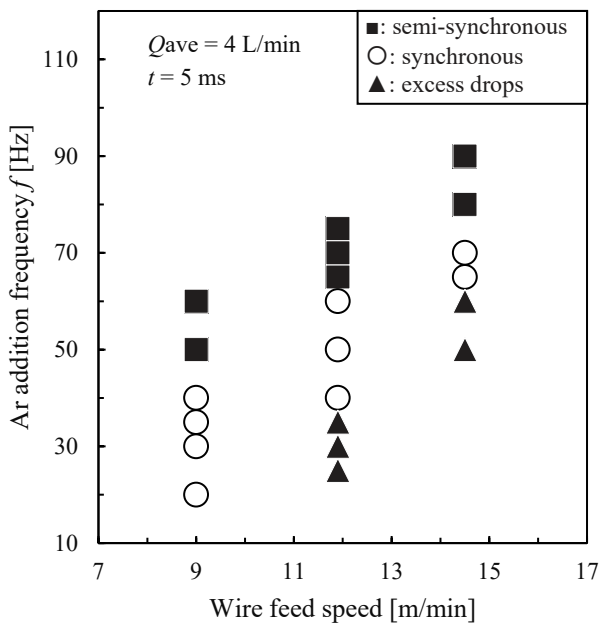 110
90
70
50
30
10
Ar addition frequency f [Hz]
Qave = 4 L/min
t = 5 ms
■: semi-synchronous
○: synchronous
▲: excess drops
7 9 11 13 15 17
Wire feed speed [m/min]